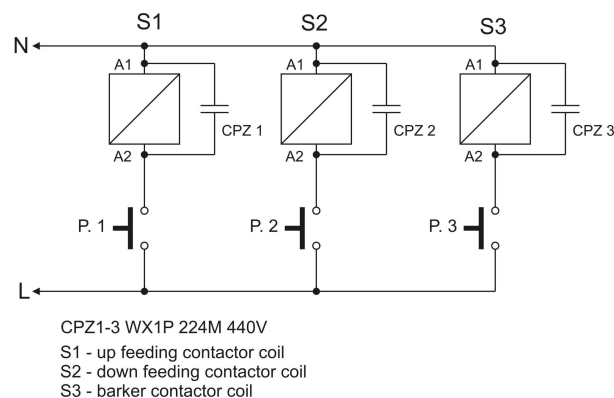 S1 S2 S3
N
A1 A1 A1
CPZ 1 CPZ 2 CPZ 3
A2 A2 A2
P. 1 P. 2 P. 3
L
CPZ1-3 WX1P 224M 440V
S1 - up feeding contactor coil
S2 - down feeding contactor coil
S3 - barker contactor coil